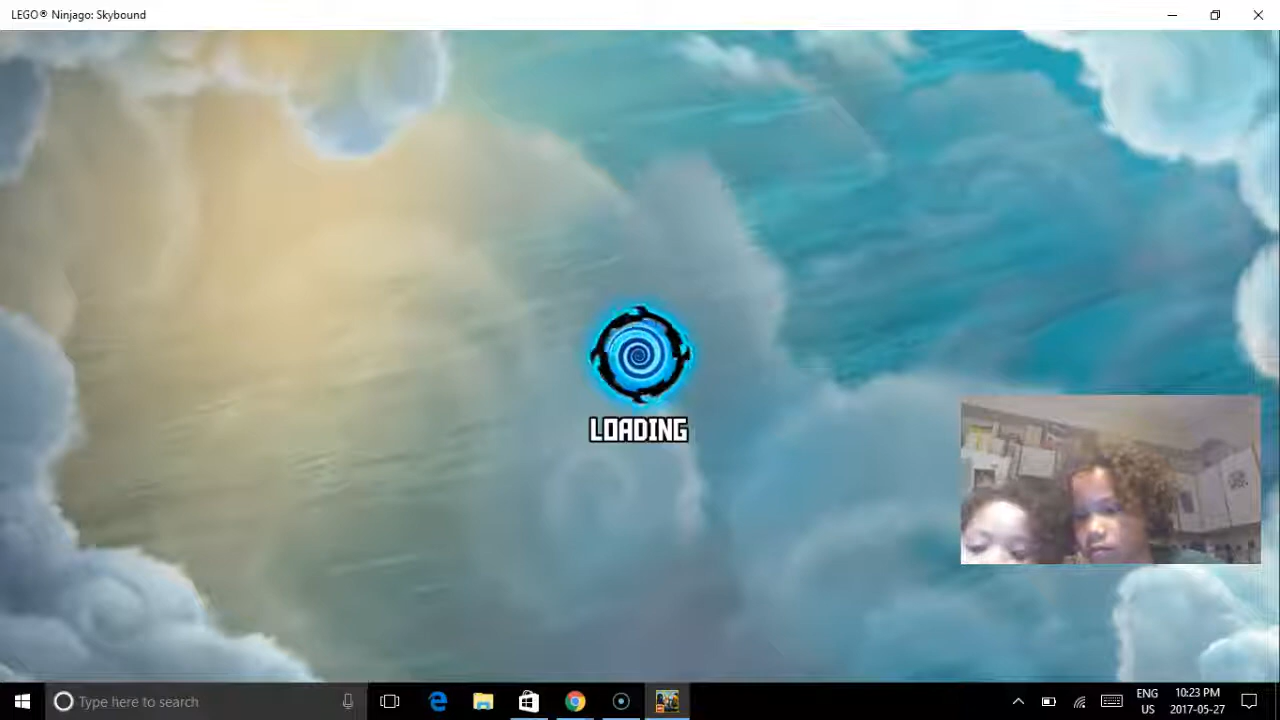 LEGO® Ninjago: Skybound
LOADING
Type here to search
ENG
US
10:23 PM
2017-05-27